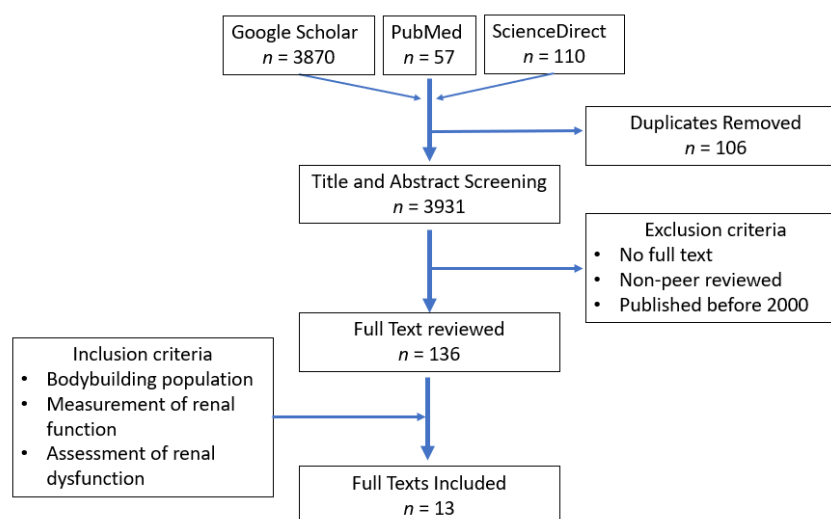 Google Scholar
n = 3870
PubMed
n = 57
ScienceDirect
n = 110
Duplicates Removed
n = 106
Title and Abstract Screening
n = 3931
Exclusion criteria
• No full text
• Non-peer reviewed
• Published before 2000
Full Text reviewed
n = 136
Inclusion criteria
• Bodybuilding population
• Measurement of renal
function
• Assessment of renal
dysfunction
Full Texts Included
n = 13